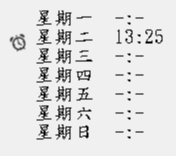 星期一 -:-
星期二 13:25
星期三 -:-
星期四 -:-
星期五 -:-
星期六 -:-
星期日 -:-